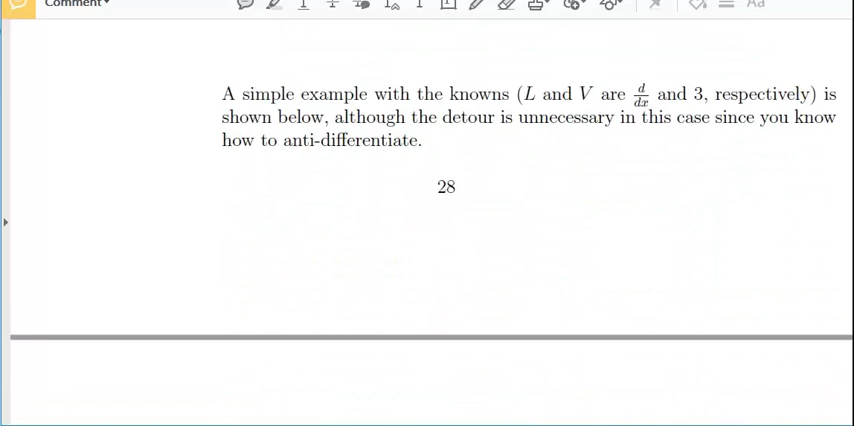 Comment
Aa
A simple example with the knowns (L and V are d/dx and 3, respectively) is
shown below, although the detour is unnecessary in this case since you know
how to anti-differentiate.
28